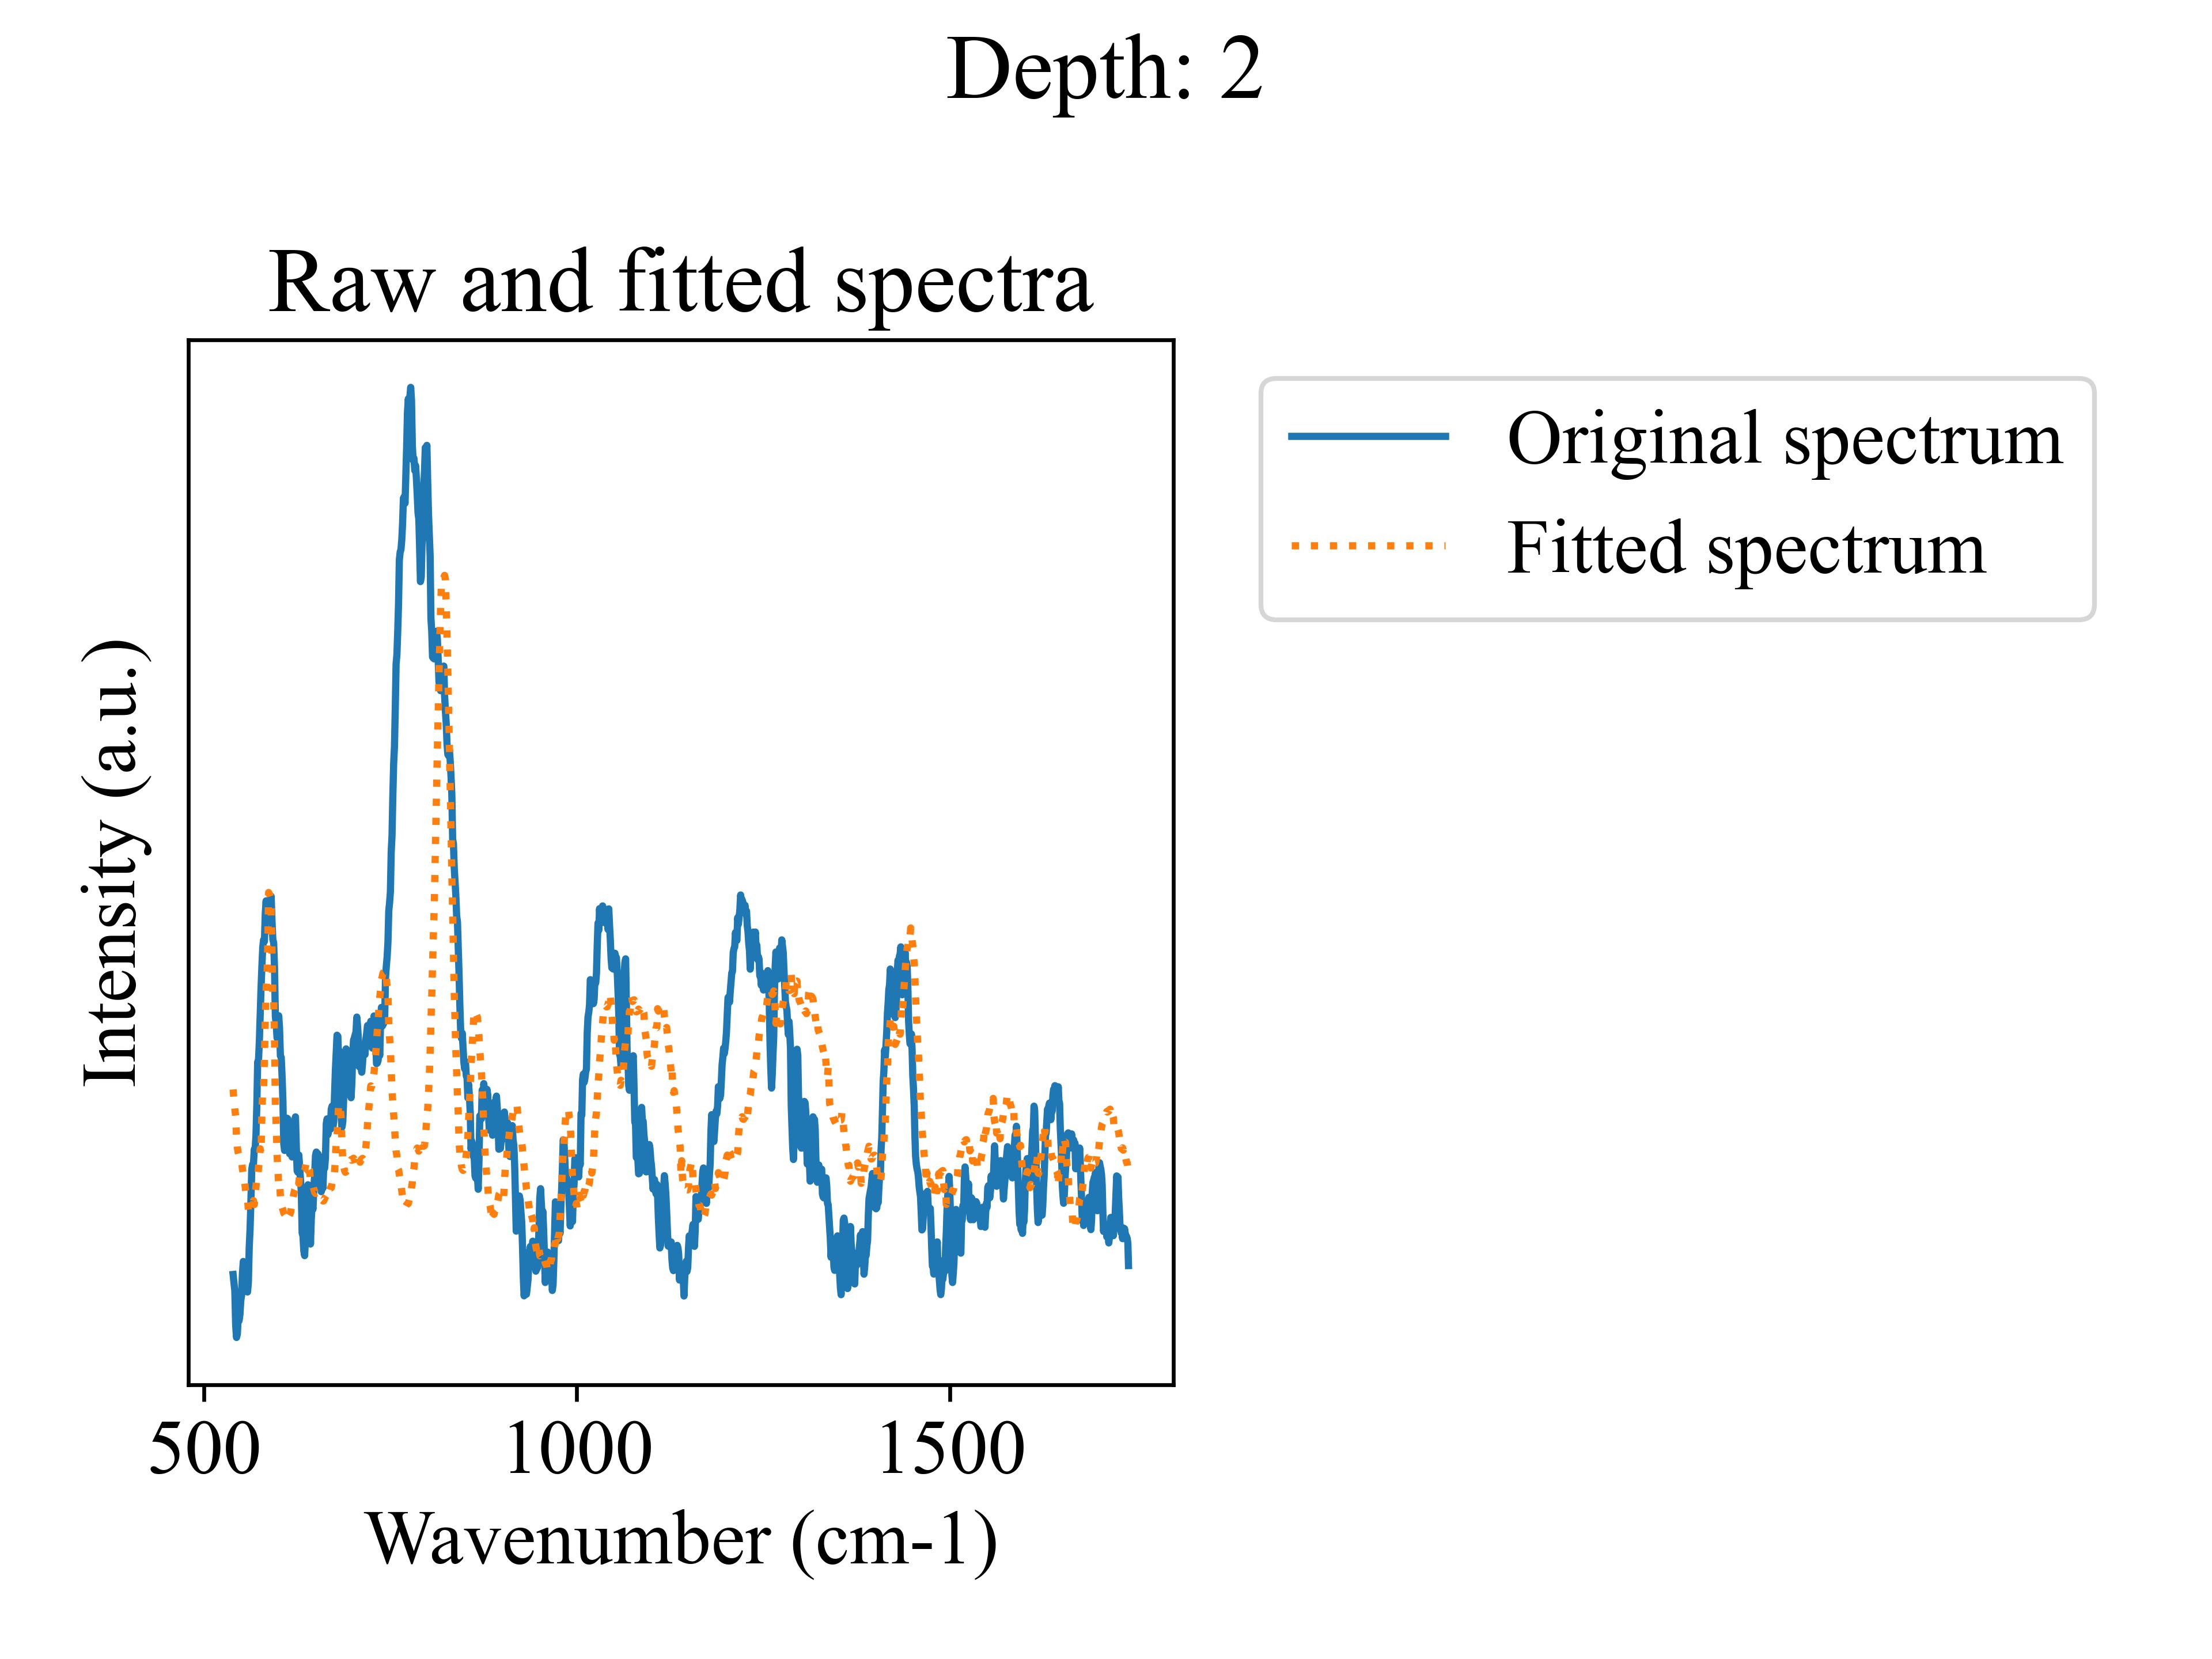 Depth: 2
Raw and fitted spectra
Original spectrum
Fitted spectrum
Intensity (a.u.)
500 1000 1500
Wavenumber (cm-1)